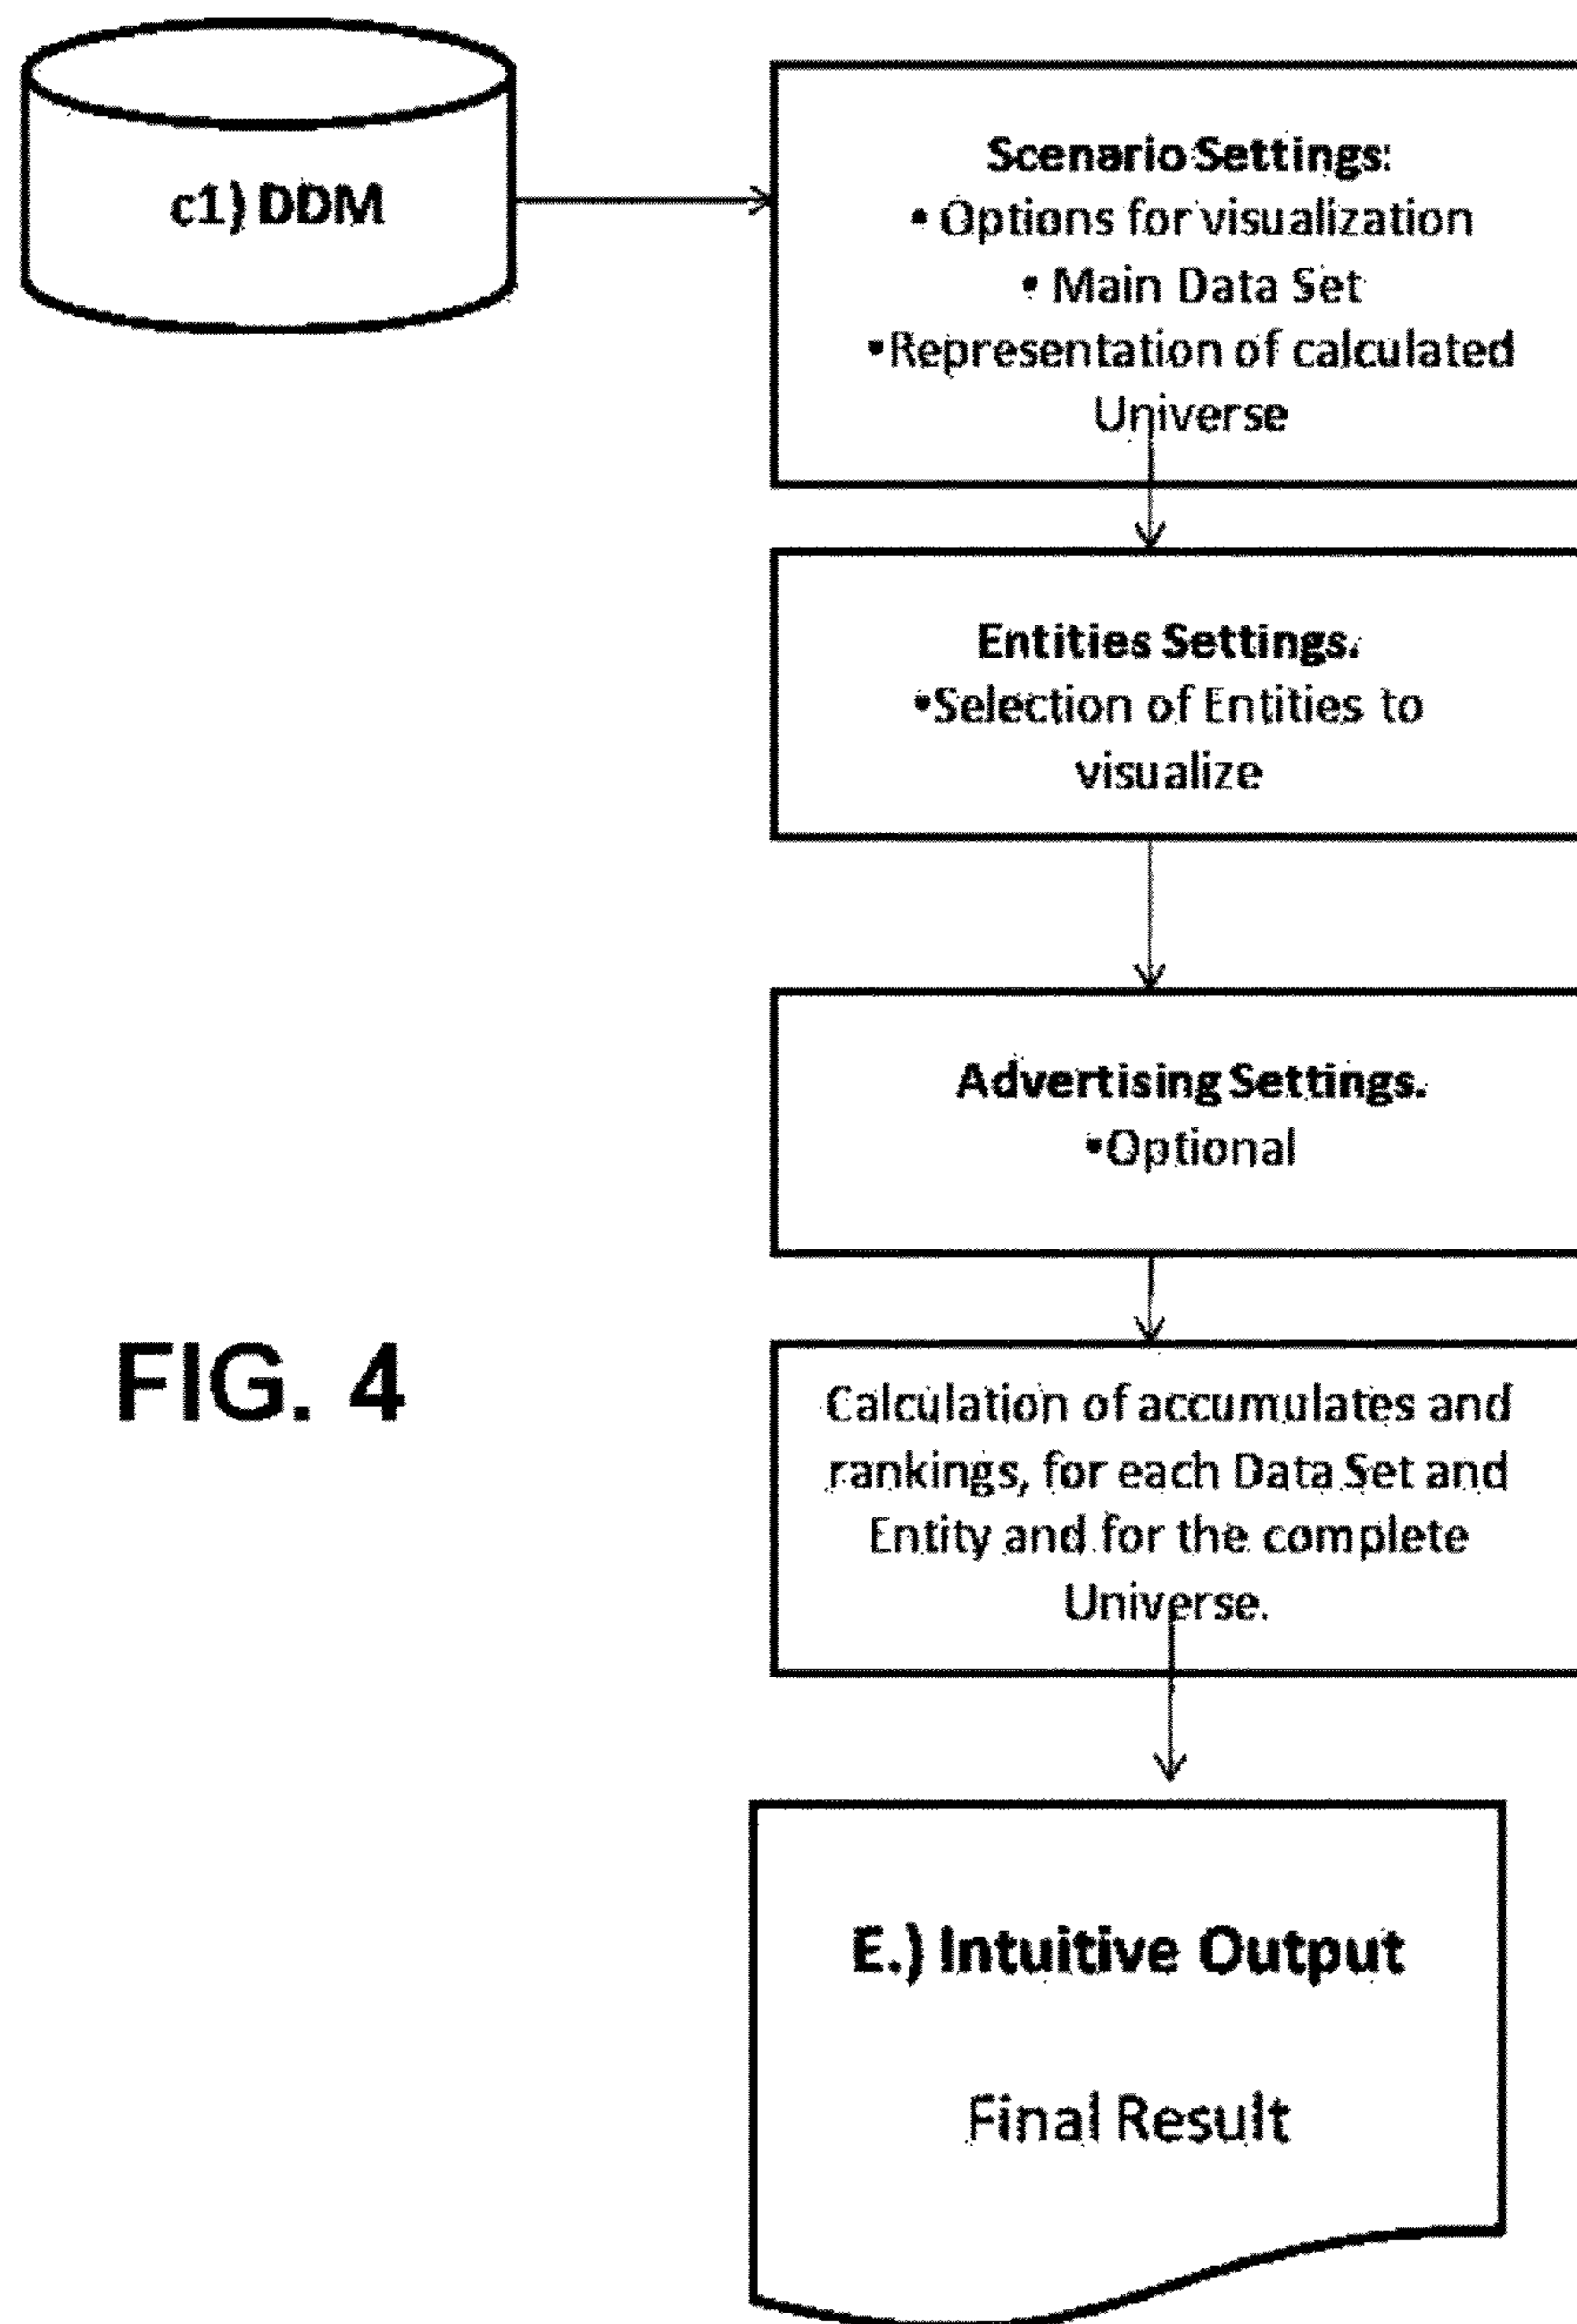 c1) DDM
Scenario Settings:
• Options for visualization
• Main Data Set
•Representation of calculated
Universe
Entities Settings.
•Selection of Entities to
visualize
Advertising Settings.
•Optional
FIG. 4
Calculation of accumulates and
rankings, for each Data Set and
Entity and for the complete
Universe.
E.) Intuitive Output
Final Result